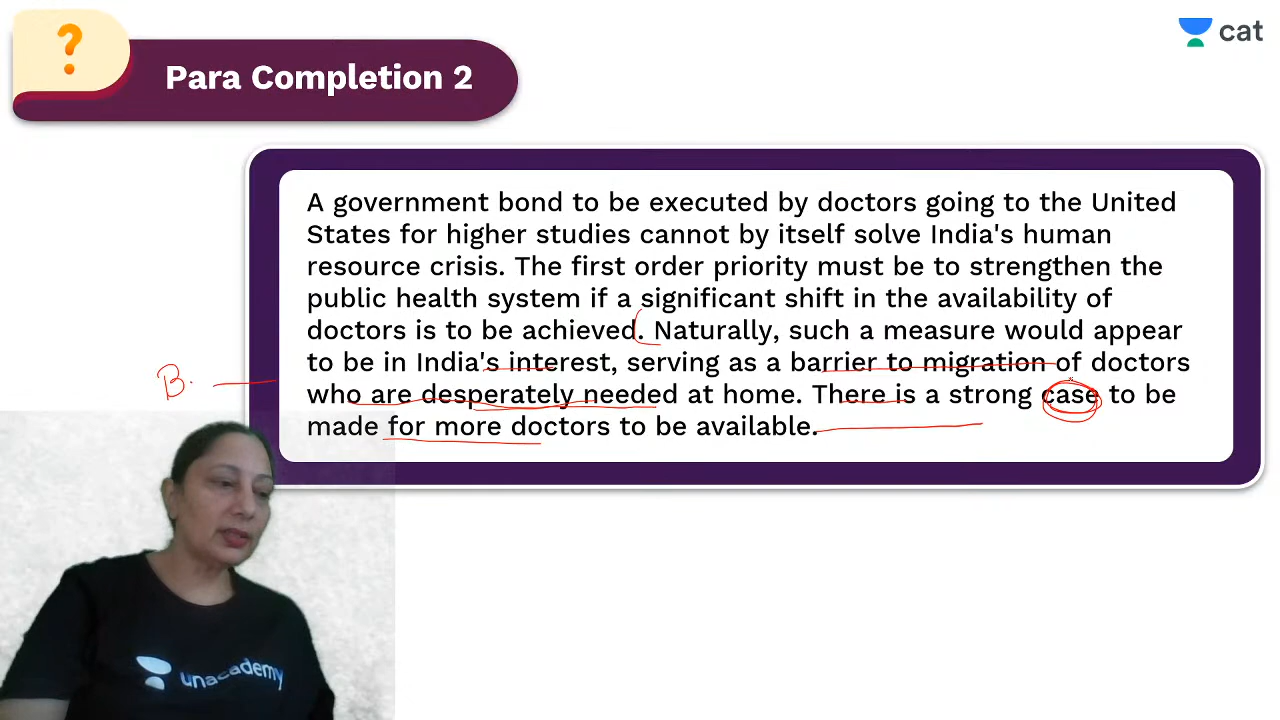 ?
Para Completion 2
cat
A government bond to be executed by doctors going to the United
States for higher studies cannot by itself solve India's human
resource crisis. The first order priority must be to strengthen the
public health system if a significant shift in the availability of
doctors is to be achieved. Naturally, such a measure would appear
to be in India's interest, serving as a barrier to migration of doctors
who are desperately needed at home. There is a strong case to be
made for more doctors to be available.
B.
unacademy